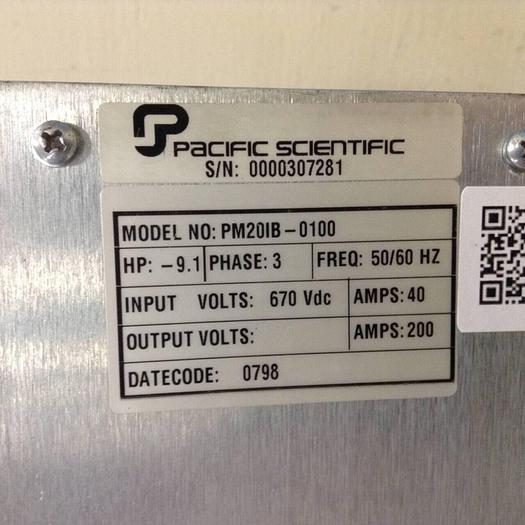 PACIFIC SCIENTIFIC
S/N: 0000307281
MODEL NO: PM20IB-0100
HP: -9.1 PHASE: 3 FREQ: 50/60 HZ
INPUT VOLTS: 670 Vdc AMPS: 40
OUTPUT VOLTS: AMPS: 200
DATECODE: 0798